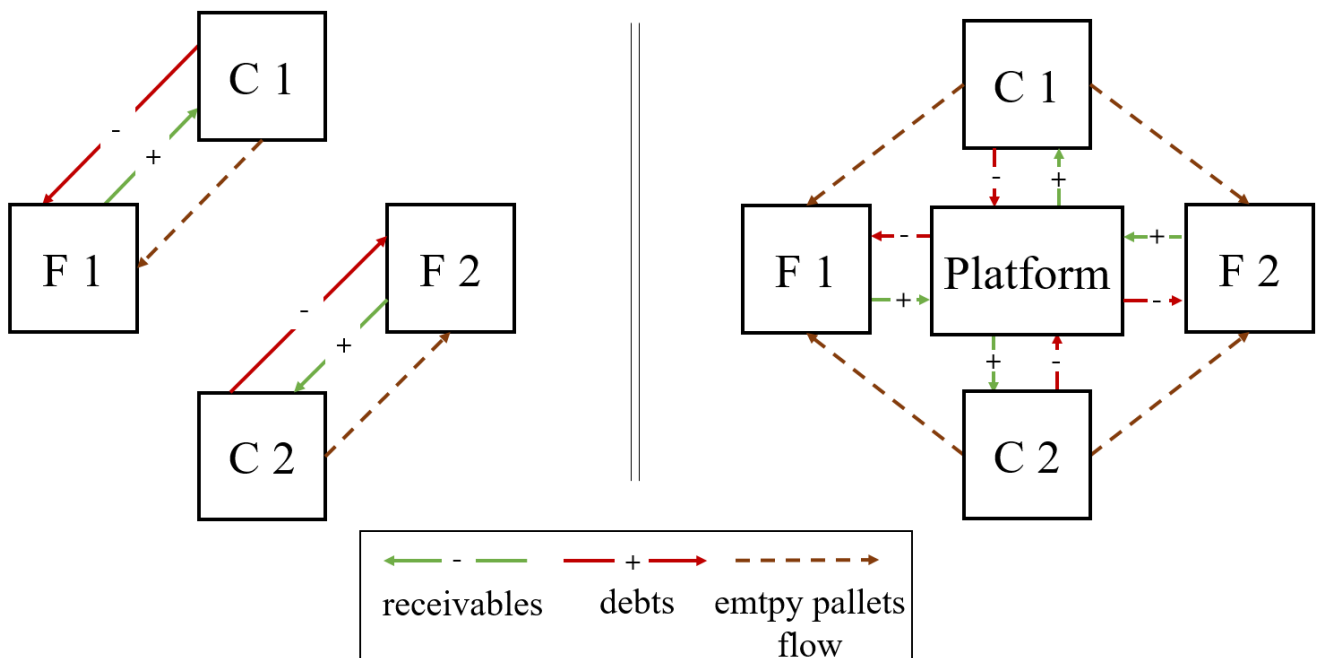 C 1
-
+
F 1
F 2
-
+
C 2
C 1
-
+
F 1
-
+
Platform
+
-
F 2
+
-
C 2
-
+
receivables
debts
emtpy pallets
flow